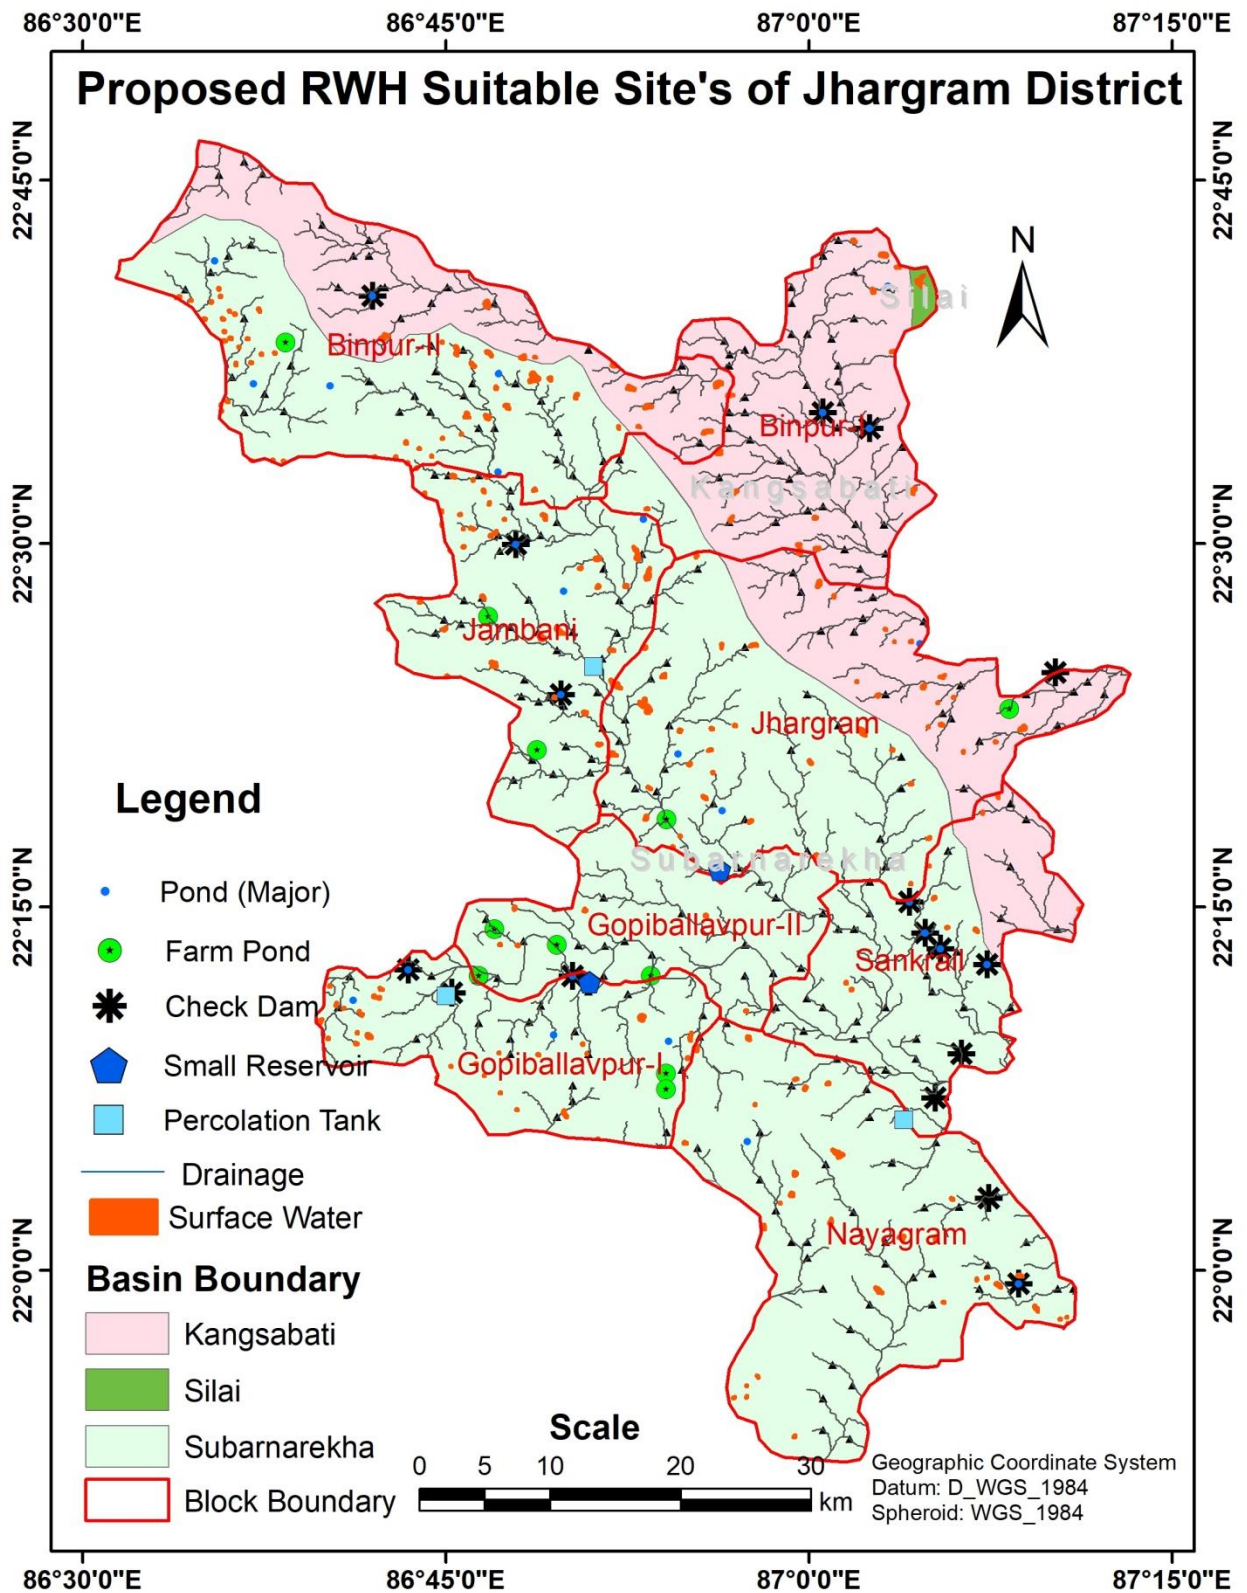 86°30'0"E 86°45'0"E 87°0'0"E 87°15'0"E
Proposed RWH Suitable Site's of Jhargram District
22°45'0"N 22°45'0"N
N
Silai
Binpur-II
Binpur-I
Kangsabati
22°30'0"N 22°30'0"N
Jambani
Jhargram
Legend
Subarnarekha
Pond (Major)
22°15'0"N 22°15'0"N
Gopiballavpur-II
Farm Pond
Sankrail
Check Dam
Gopiballavpur-I
Small Reservoir
Percolation Tank
Drainage
Surface Water
Nayagram
22°0'0"N 22°0'0"N
Basin Boundary
Kangsabati
Silai
Subarnarekha
Block Boundary
Scale
0 5 10 20 30
km
Geographic Coordinate System
Datum: D_WGS_1984
Spheroid: WGS_1984
86°30'0"E 86°45'0"E 87°0'0"E 87°15'0"E